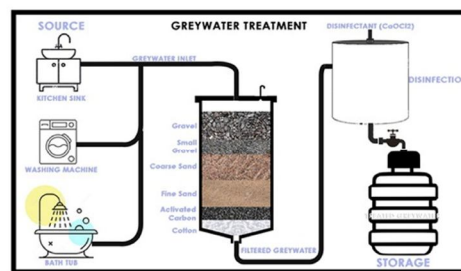 GREYWATER TREATMENT
SOURCE
GREYWATER INLET
KITCHEN SINK
WASHING MACHINE
BATH TUB
Gravel
Small
Gravel
Coarse Sand
Fine Sand
Activated
Carbon
Cotton
FILTERED GREYWATER
DISINFECTANT (CaOCl2)
DISINFECTIO
STORAGE